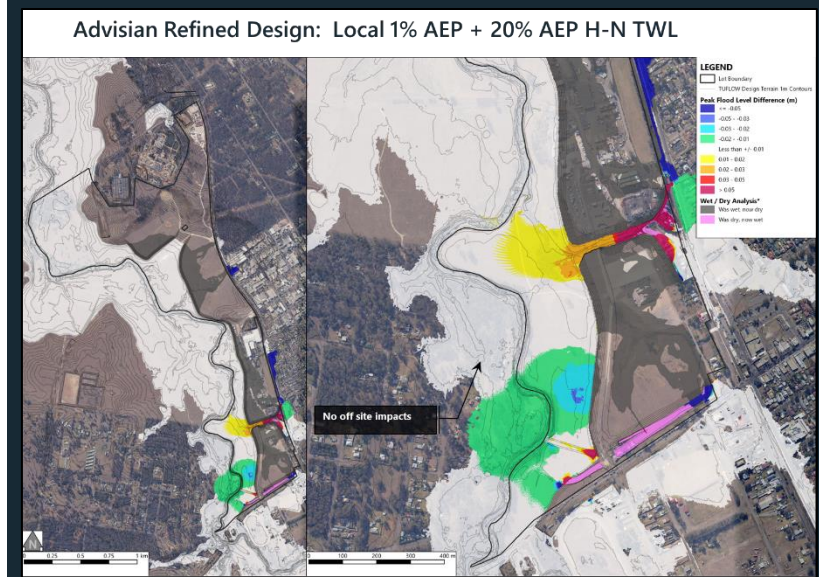 Advisian Refined Design: Local 1% AEP + 20% AEP H-N TWL
LEGEND
Lot Boundary
TUFLOW Design Terrain 1m Contours
Peak Flood Level Difference (m)
<= -0.05
-0.05 - -0.03
-0.03 - -0.02
-0.02 - -0.01
Less than +/- 0.01
0.01 - 0.02
0.02 - 0.03
0.03 - 0.05
> 0.05
Wet / Dry Analysis*
Was wet, now dry
Was dry, now wet
No off site impacts
N
0 0.25 0.5 0.75 1 km
0 100 200 300 400 m